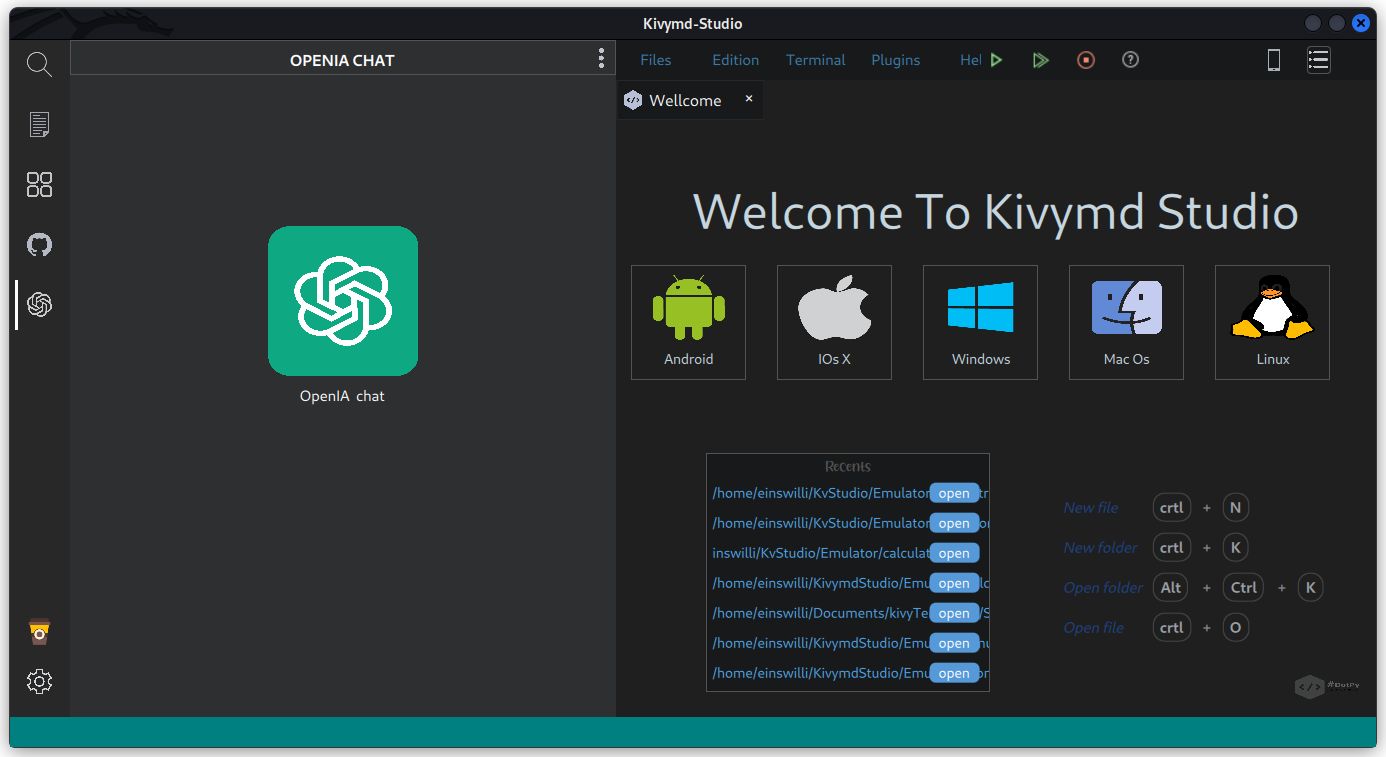 Kivymd-Studio
OPENIA CHAT
OpenIA chat
Files Edition Terminal Plugins Hel
Wellcome ×
Welcome To Kivymd Studio
Android IOs X Windows Mac Os Linux
Recents
/home/einswilli/KvStudio/Emulator open
/home/einswilli/KvStudio/Emulator open
inswilli/KvStudio/Emulator/calculat open
/home/einswilli/KivymdStudio/Emu open
/home/einswilli/Documents/kivyTe open /S
/home/einswilli/KivymdStudio/Emu open
/home/einswilli/KivymdStudio/Emu open
New file crtl + N
New folder crtl + K
Open folder Alt + Ctrl + K
Open file crtl + O